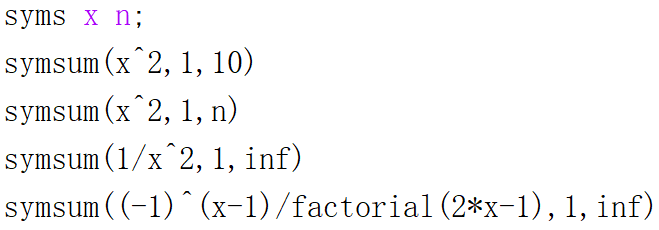 syms x n;
symsum(x^2,1,10)
symsum(x^2,1,n)
symsum(1/x^2,1,inf)
symsum((-1)^(x-1)/factorial(2*x-1),1,inf)